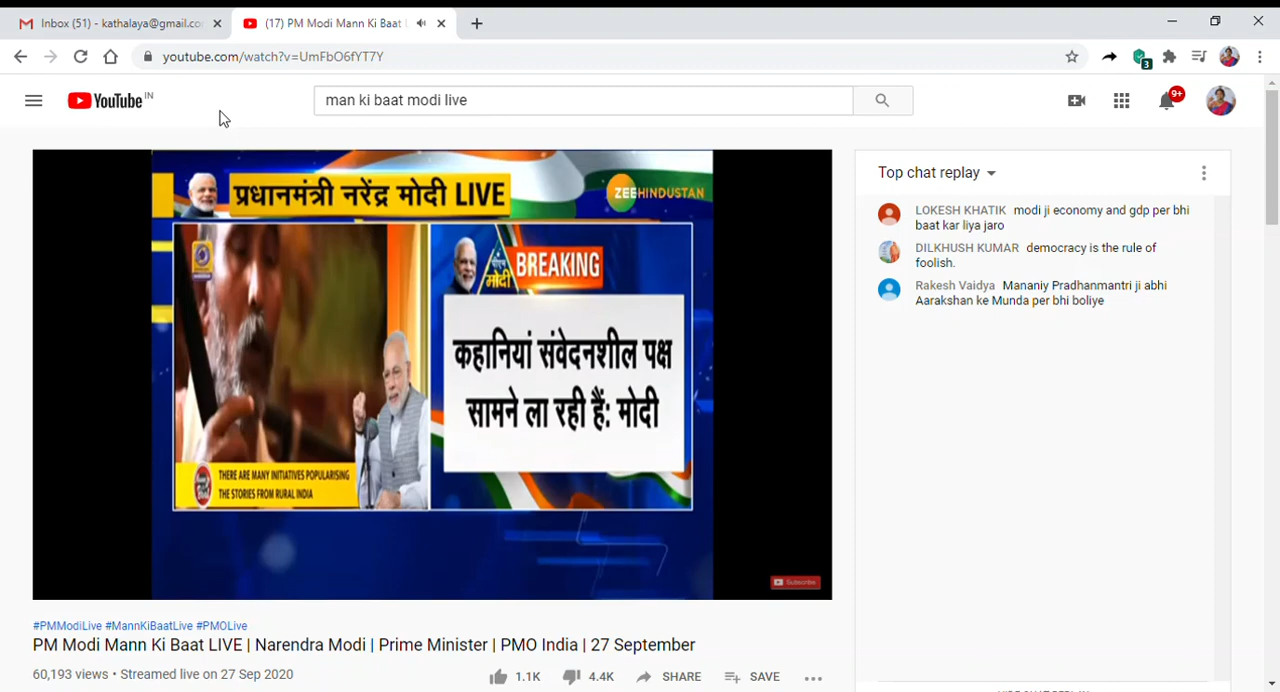 Inbox (51) - kathalaya@gmail.co
(17) PM Modi Mann Ki Baat L
youtube.com/watch?v=UmFbO6fYT7Y
3
YouTube IN
man ki baat modi live
9+
प्रधानमंत्री नरेंद्र मोदी LIVE
ZEE HINDUSTAN
पीएम मोदी
BREAKING
कहानियां संवेदनशील पक्ष
सामने ला रही हैं: मोदी
THERE ARE MANY INITIATIVES POPULARISING
THE STORIES FROM RURAL INDIA
Subscribe
Top chat replay
LOKESH KHATIK modi ji economy and gdp per bhi
baat kar liya jaro
DILKHUSH KUMAR democracy is the rule of
foolish.
Rakesh Vaidya Mananiy Pradhanmantri ji abhi
Aarakshan ke Munda per bhi boliye
#PMModiLive #MannKiBaatLive #PMOLive
PM Modi Mann Ki Baat LIVE | Narendra Modi | Prime Minister | PMO India | 27 September
60,193 views • Streamed live on 27 Sep 2020
1.1K
4.4K
SHARE
SAVE